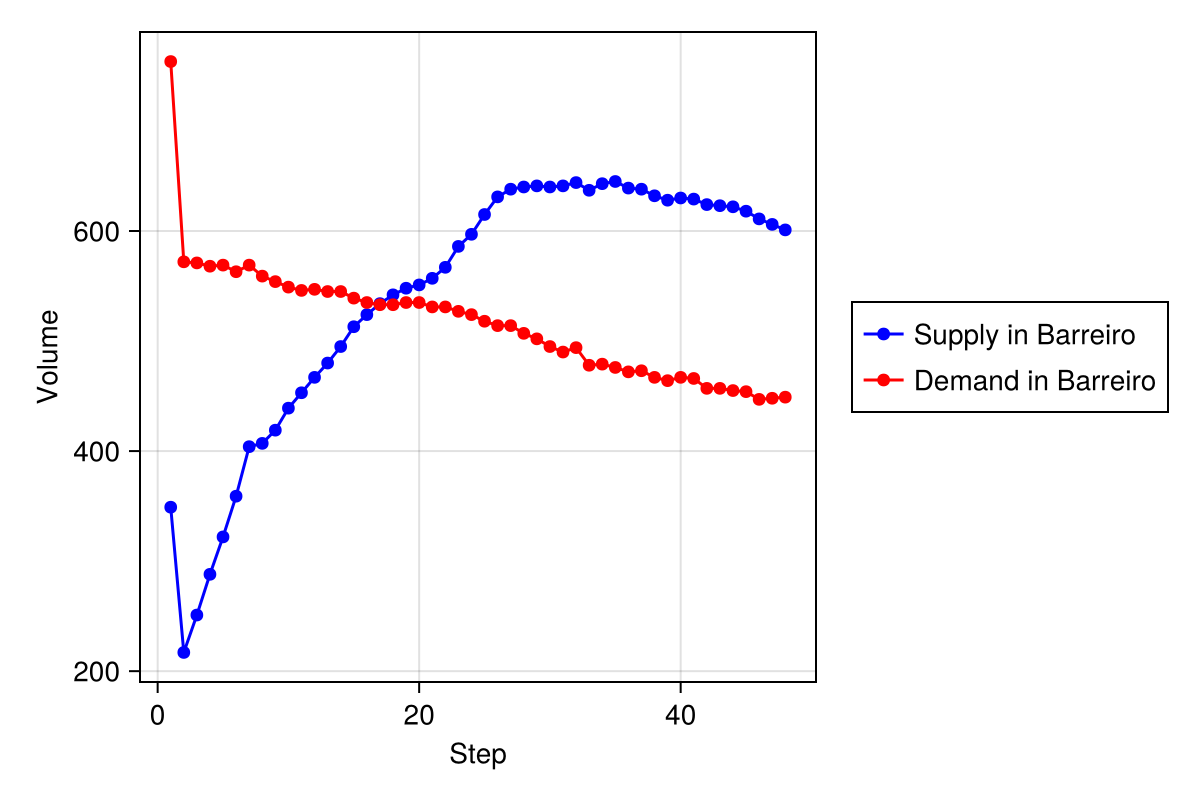 600
400
200
0 20 40
Step
Volume
Supply in Barreiro
Demand in Barreiro